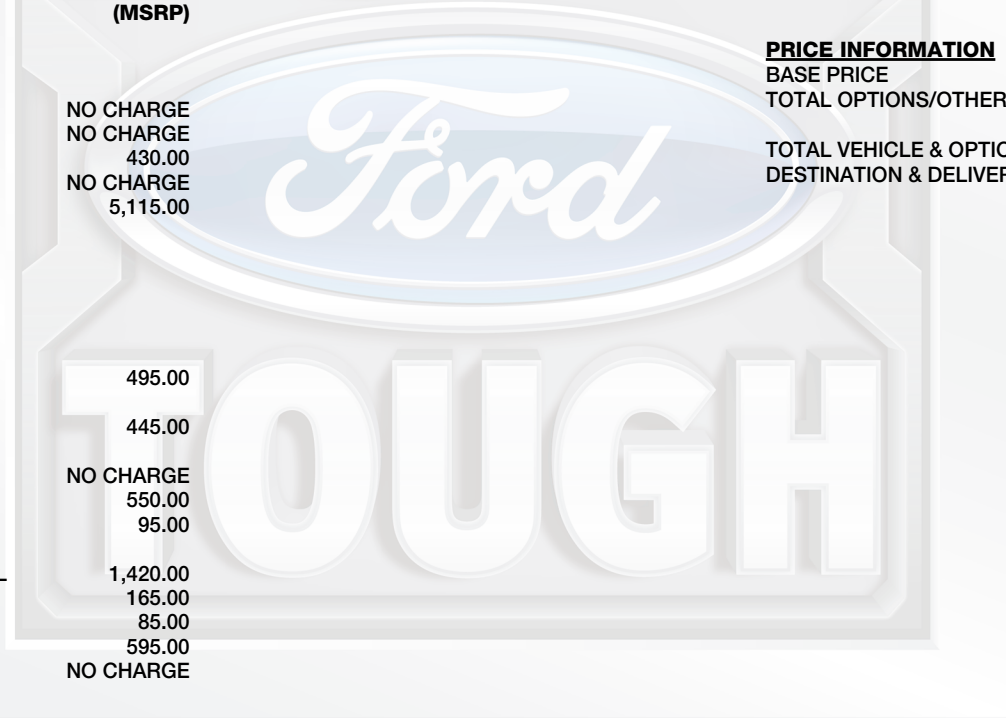 (MSRP)
NO CHARGE
NO CHARGE
430.00
NO CHARGE
5,115.00
495.00
445.00
NO CHARGE
550.00
95.00
1,420.00
165.00
85.00
595.00
NO CHARGE
PRICE INFORMATION
BASE PRICE
TOTAL OPTIONS/OTHER
TOTAL VEHICLE & OPTIO
DESTINATION & DELIVER
Ford
TOUGH